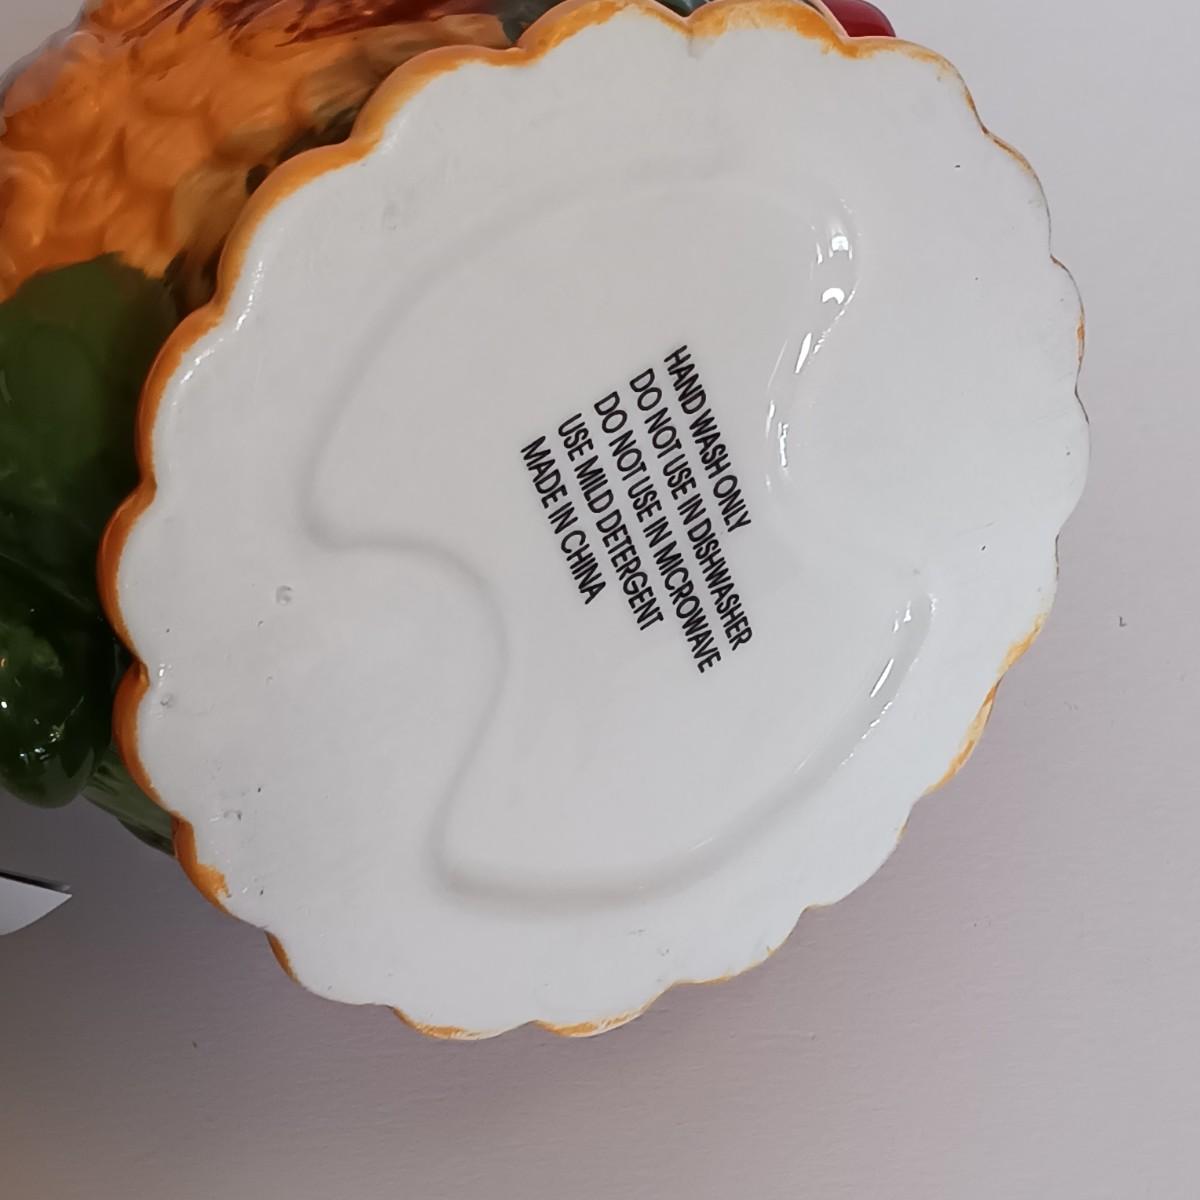 HAND WASH ONLY
DO NOT USE IN DISHWASHER
DO NOT USE IN MICROWAVE
USE MILD DETERGENT
MADE IN CHINA